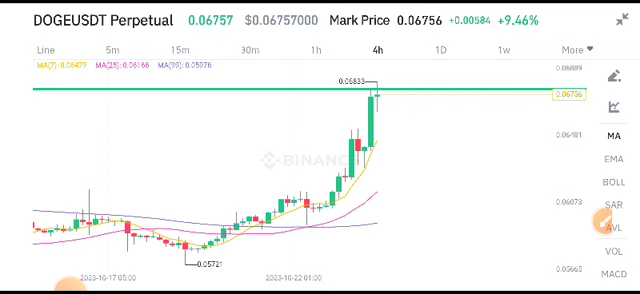 DOGEUSDT Perpetual 0.06757 $0.06757000 Mark Price 0.06756 +0.00584 +9.46%
Line 5m 15m 30m 1h 4h 1D 1w More
MA(7): 0.06479 MA(25): 0.06166 MA(99): 0.05976
0.06889
0.06833
0.06756
0.06481
MA
BINANC
EMA
BOLL
0.06073
SAR
AVL
0.05721
VOL
0.05665
2023-10-17 05:00 2023-10-22 01:00
MACD